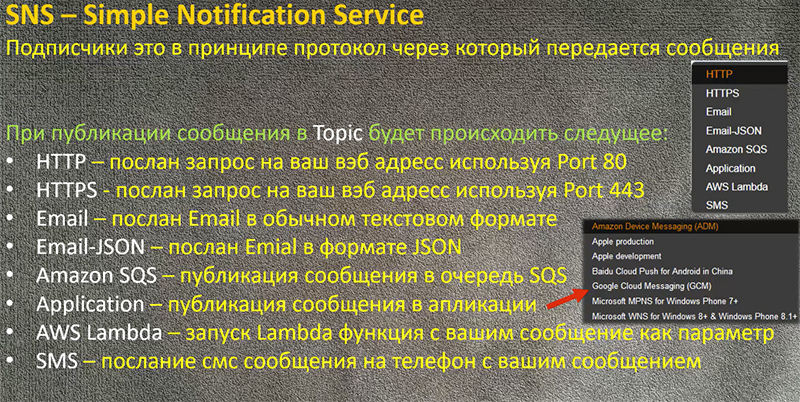 SNS – Simple Notification Service
Подписчики это в принципе протокол через который передается сообщения
HTTP
HTTPS
Email
Email-JSON
Amazon SQS
Application
AWS Lambda
SMS
При публикации сообщения в Topic будет происходить следущее:
• HTTP – послан запрос на ваш вэб адресс используя Port 80
• HTTPS - послан запрос на ваш вэб адресс используя Port 443
• Email – послан Email в обычном текстовом формате
• Email-JSON – послан Emial в формате JSON
• Amazon SQS – публикация сообщения в очередь SQS
• Application – публикация сообщения в апликации
• AWS Lambda – запуск Lambda функция с вашим сообщение как параметр
• SMS – послание смс сообщения на телефон с вашим сообщением
Amazon Device Messaging (ADM)
Apple production
Apple development
Baidu Cloud Push for Android in China
Google Cloud Messaging (GCM)
Microsoft MPNS for Windows Phone 7+
Microsoft WNS for Windows 8+ & Windows Phone 8.1+